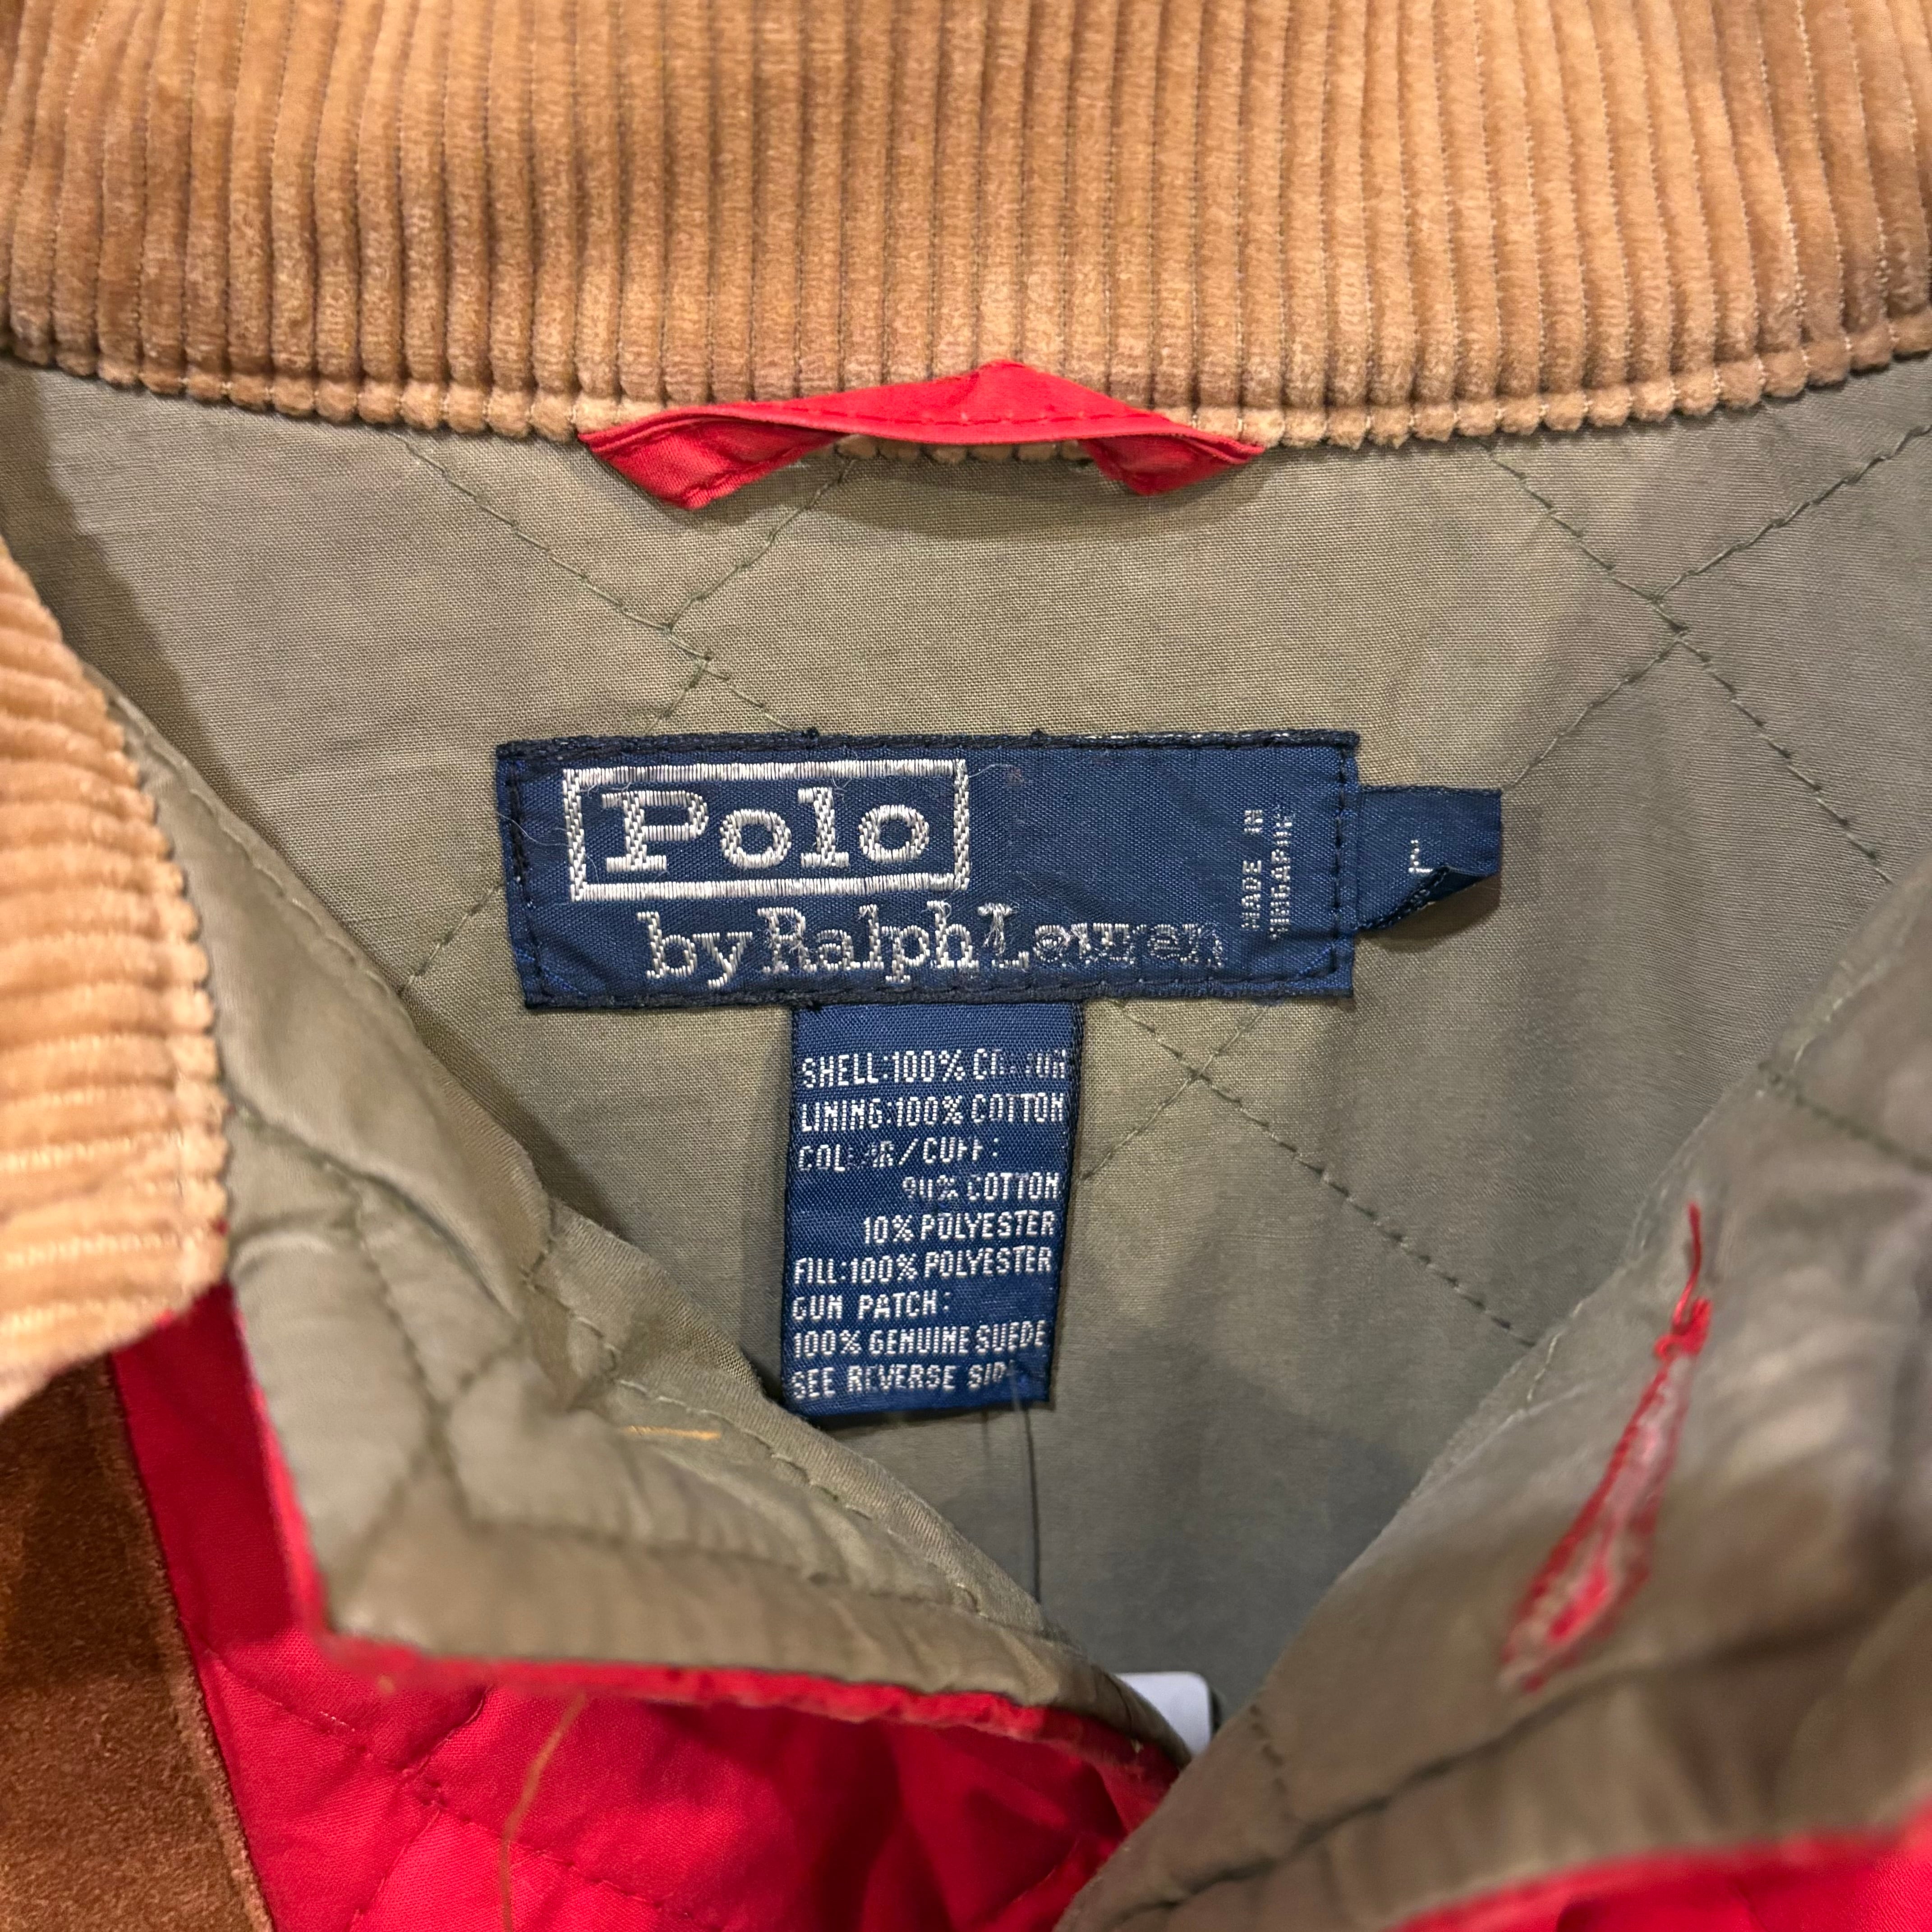 Polo
by Ralph Lauren
MADE IN
SINGAPORE
L
SHELL:100% COTTON
LINING:100% COTTON
COLLAR/CUFF:
90% COTTON
10% POLYESTER
FILL:100% POLYESTER
GUN PATCH:
100% GENUINE SUEDE
SEE REVERSE SIDE